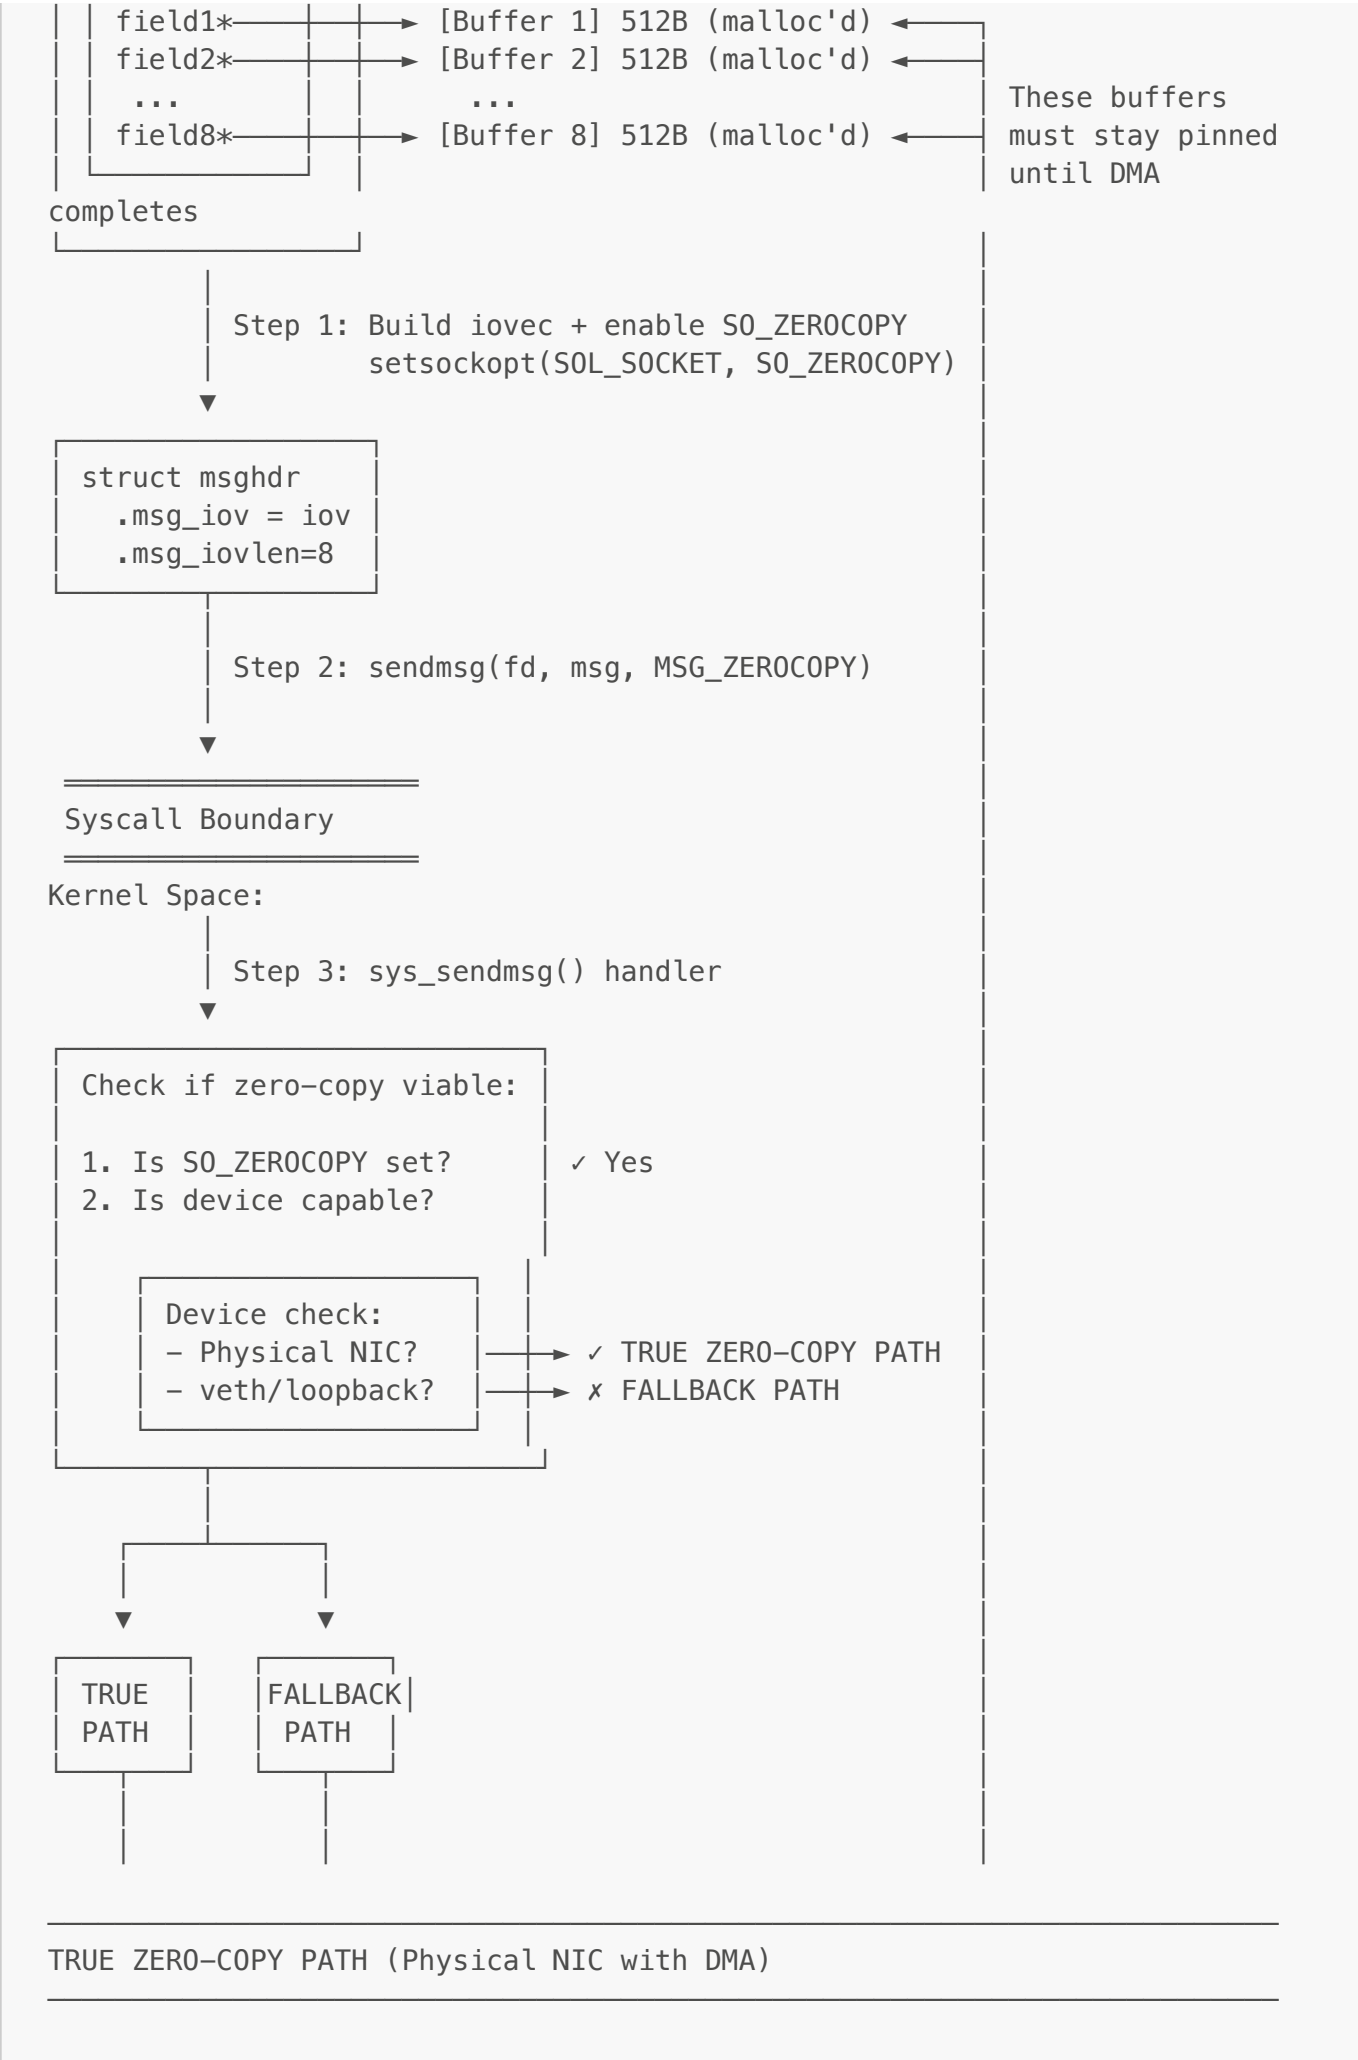 field1* [Buffer 1] 512B (malloc'd)
field2* [Buffer 2] 512B (malloc'd)
... ... These buffers
field8* [Buffer 8] 512B (malloc'd) must stay pinned
until DMA
completes
Step 1: Build iovec + enable SO_ZEROCOPY
setsockopt(SOL_SOCKET, SO_ZEROCOPY)
struct msghdr
.msg_iov = iov
.msg_iovlen=8
Step 2: sendmsg(fd, msg, MSG_ZEROCOPY)
Syscall Boundary
Kernel Space:
Step 3: sys_sendmsg() handler
Check if zero-copy viable:
1. Is SO_ZEROCOPY set? ✓ Yes
2. Is device capable?
Device check:
- Physical NIC? ✓ TRUE ZERO-COPY PATH
- veth/loopback? ✗ FALLBACK PATH
TRUE FALLBACK
PATH PATH
TRUE ZERO-COPY PATH (Physical NIC with DMA)